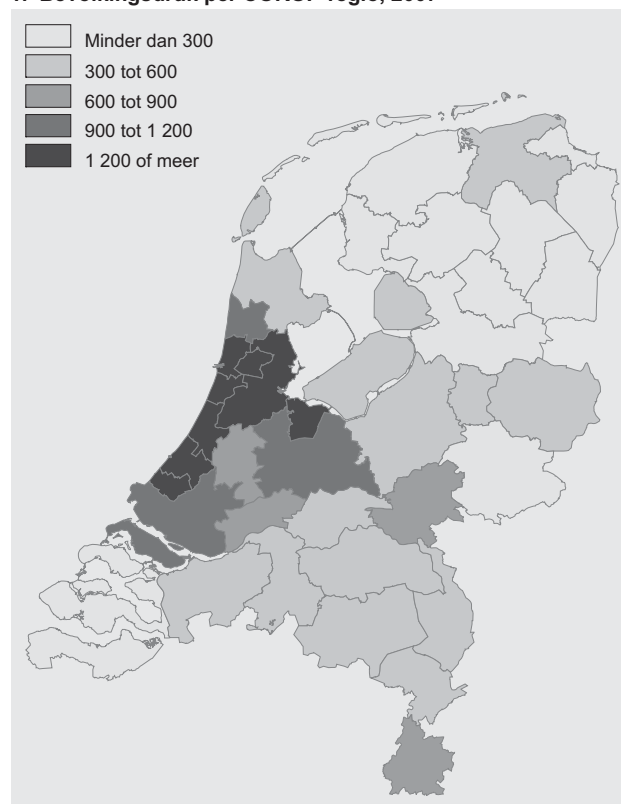 Minder dan 300
300 tot 600
600 tot 900
900 tot 1 200
1 200 of meer